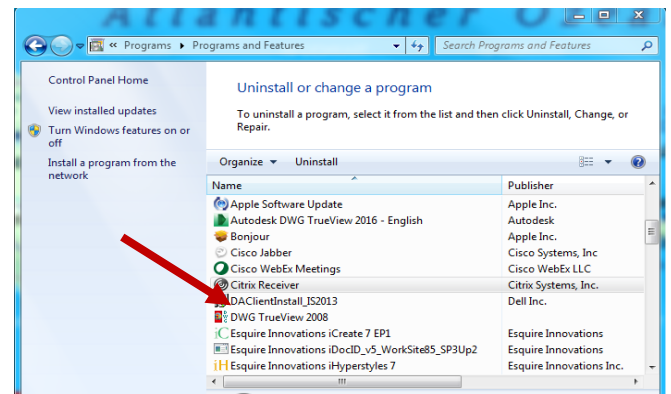 Atlantischer O
« Programs ▸ Programs and Features
Search Programs and Features
Control Panel Home
View installed updates
Turn Windows features on or
off
Install a program from the
network
Uninstall or change a program
To uninstall a program, select it from the list and then click Uninstall, Change, or
Repair.
Organize Uninstall
Name Publisher
Apple Software Update Apple Inc.
Autodesk DWG TrueView 2016 - English Autodesk
Bonjour Apple Inc.
Cisco Jabber Cisco Systems, Inc
Cisco WebEx Meetings Cisco WebEx LLC
Citrix Receiver Citrix Systems, Inc.
DAClientInstall_IS2013 Dell Inc.
DWG TrueView 2008
Esquire Innovations iCreate 7 EP1 Esquire Innovations
Esquire Innovations iDocID_v5_WorkSite85_SP3Up2 Esquire Innovations
Esquire Innovations iHyperstyles 7 Esquire Innovations Inc.